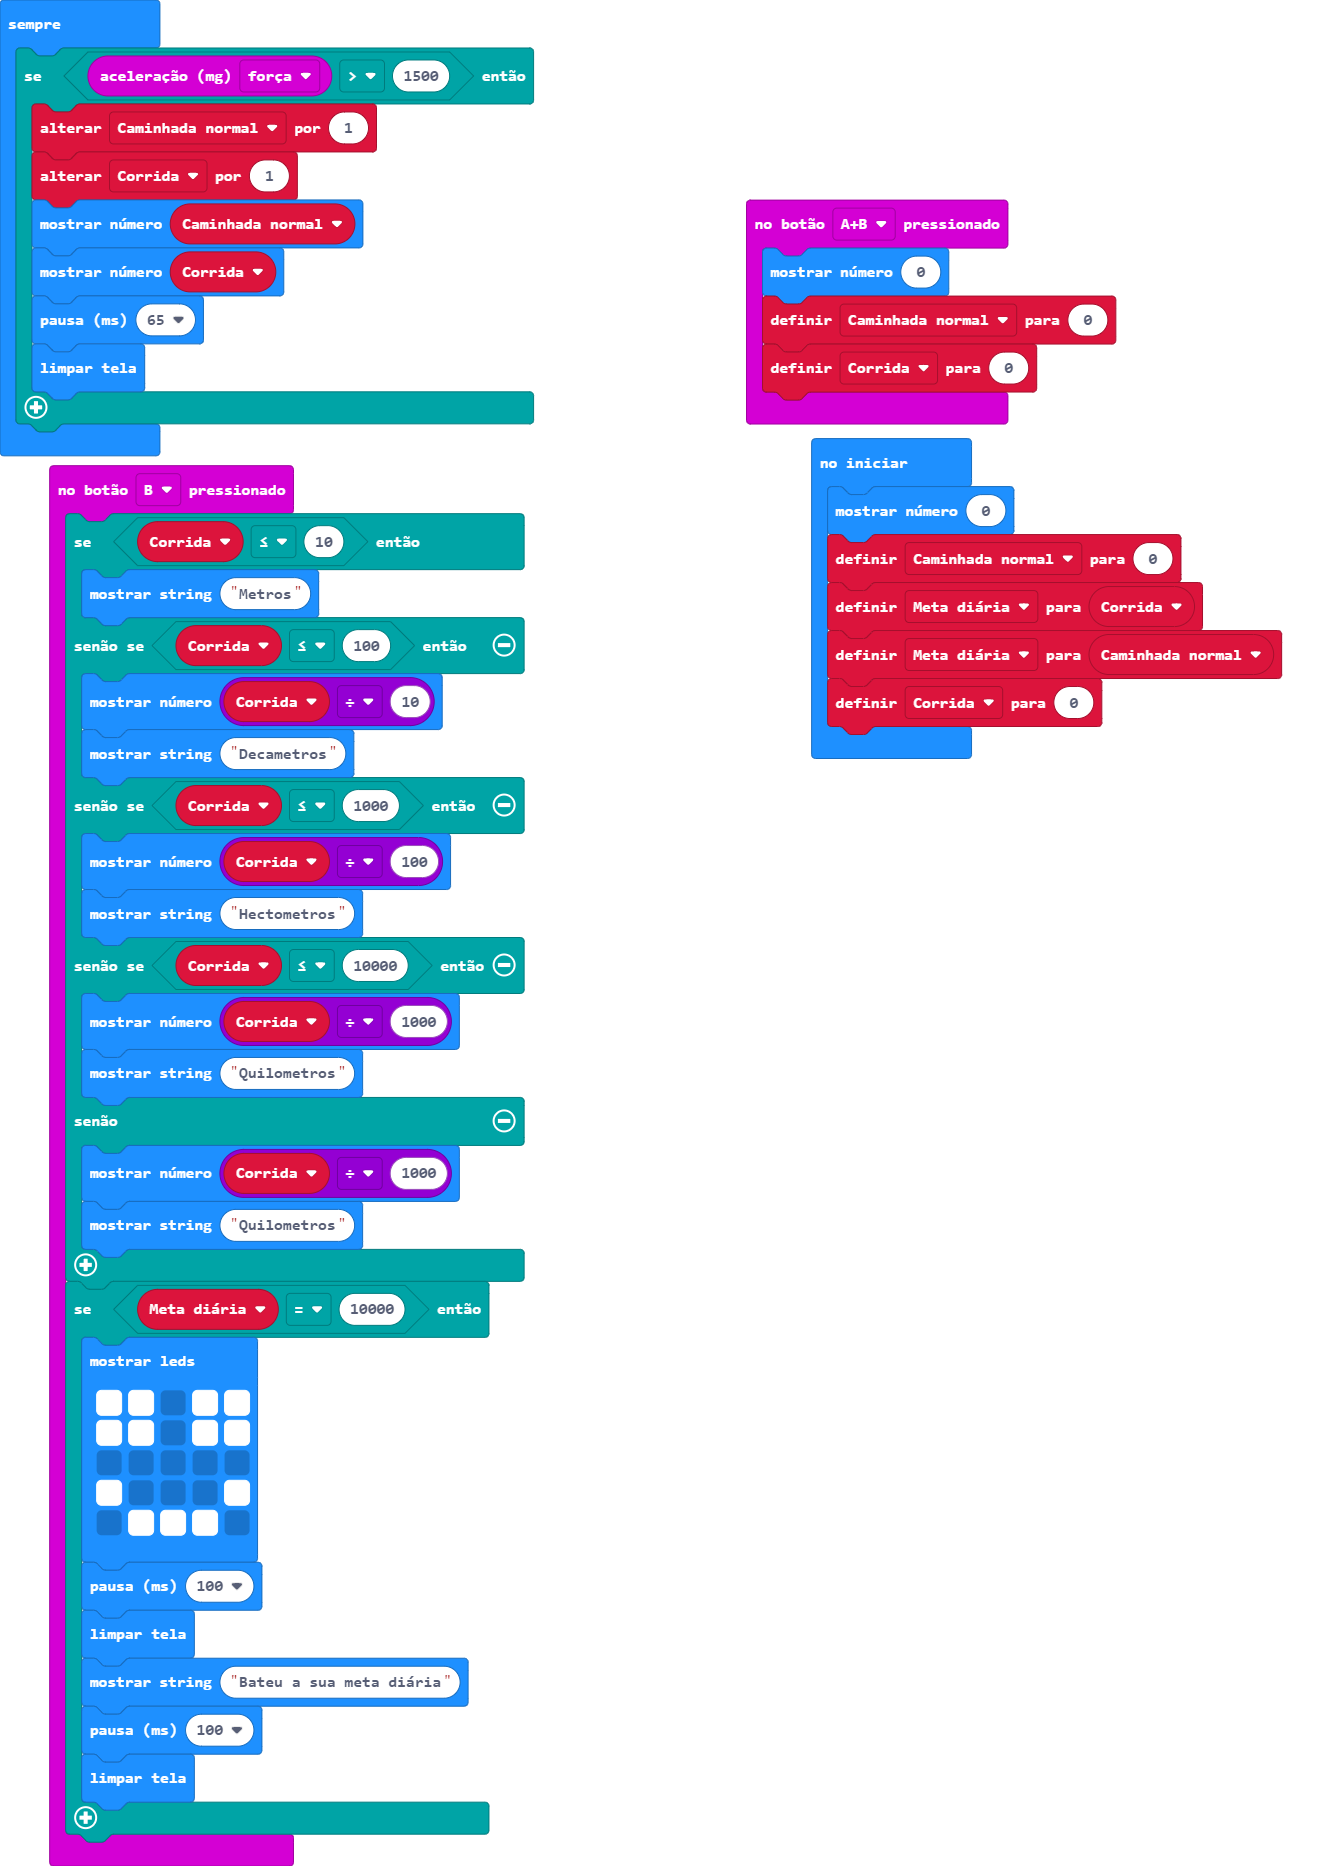 sempre
se aceleração (mg) força > 1500 então
alterar Caminhada normal por 1
alterar Corrida por 1
mostrar número Caminhada normal
mostrar número Corrida
pausa (ms) 65
limpar tela
no botão B pressionado
se Corrida ≤ 10 então
mostrar string "Metros"
senão se Corrida ≤ 100 então
mostrar número Corrida ÷ 10
mostrar string "Decametros"
senão se Corrida ≤ 1000 então
mostrar número Corrida ÷ 100
mostrar string "Hectometros"
senão se Corrida ≤ 10000 então
mostrar número Corrida ÷ 1000
mostrar string "Quilometros"
senão
mostrar número Corrida ÷ 1000
mostrar string "Quilometros"
se Meta diária = 10000 então
mostrar leds
pausa (ms) 100
limpar tela
mostrar string "Bateu a sua meta diária"
pausa (ms) 100
limpar tela
no botão A+B pressionado
mostrar número 0
definir Caminhada normal para 0
definir Corrida para 0
no iniciar
mostrar número 0
definir Caminhada normal para 0
definir Meta diária para Corrida
definir Meta diária para Caminhada normal
definir Corrida para 0